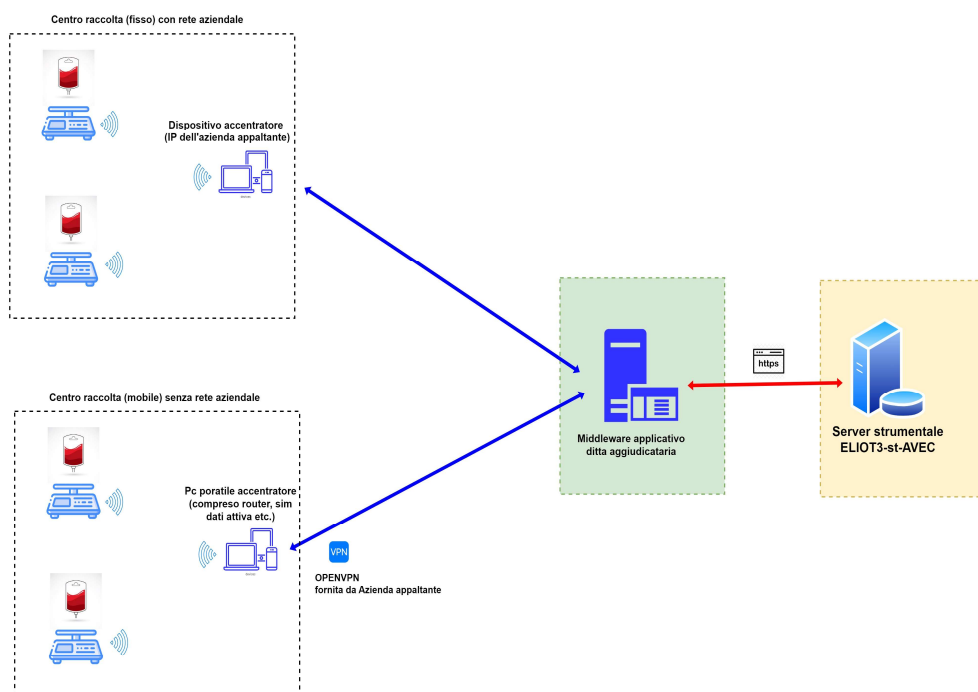 Centro raccolta (fisso) con rete aziendale
Dispositivo accentratore
(IP dell'azienda appaltante)
https
Middleware applicativo
ditta aggiudicataria
Server strumentale
ELIOT3-st-AVEC
Centro raccolta (mobile) senza rete aziendale
Pc poratile accentratore
(compreso router, sim
dati attiva etc.)
VPN
OPENVPN
fornita da Azienda appaltante